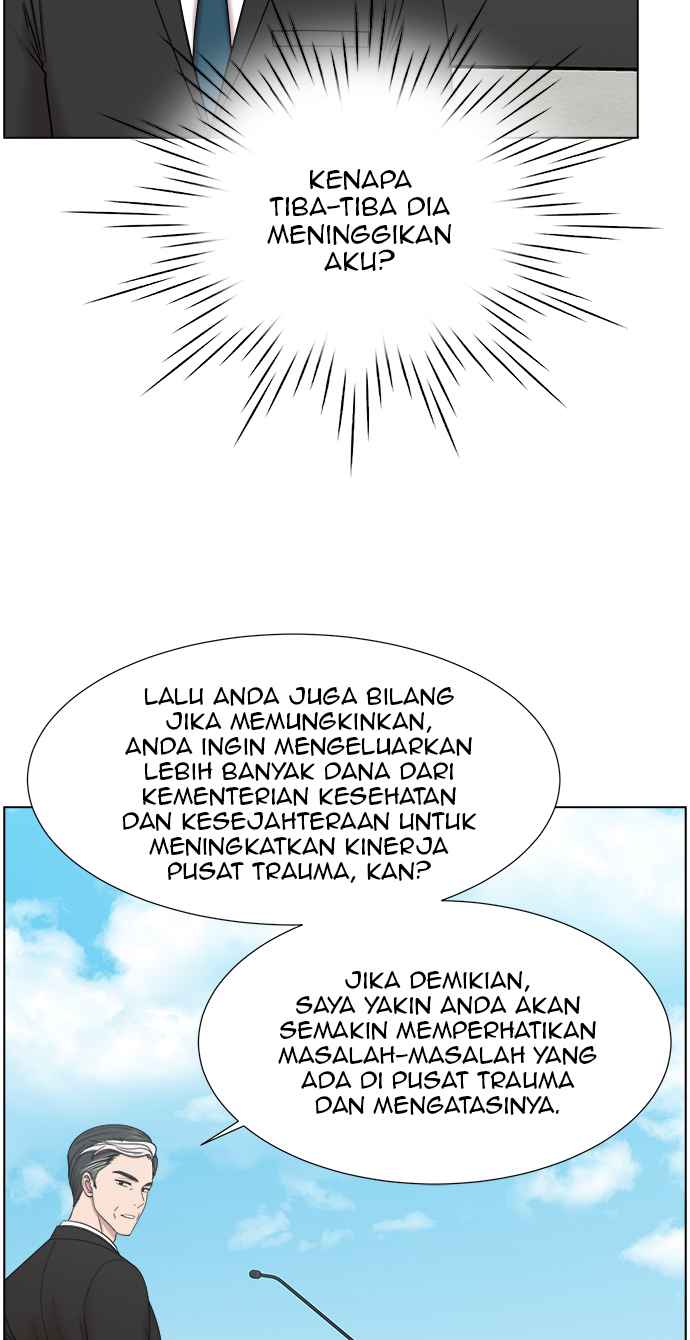 KENAPA
TIBA-TIBA DIA
MENINGGIKAN
AKU?
LALU ANDA JUGA BILANG
JIKA MEMUNGKINKAN,
ANDA INGIN MENGELUARKAN
LEBIH BANYAK DANA DARI
KEMENTERIAN KESEHATAN
DAN KESEJAHTERAAN UNTUK
MENINGKATKAN KINERJA
PUSAT TRAUMA, KAN?
JIKA DEMIKIAN,
SAYA YAKIN ANDA AKAN
SEMAKIN MEMPERHATIKAN
MASALAH-MASALAH YANG
ADA DI PUSAT TRAUMA
DAN MENGATASINYA.